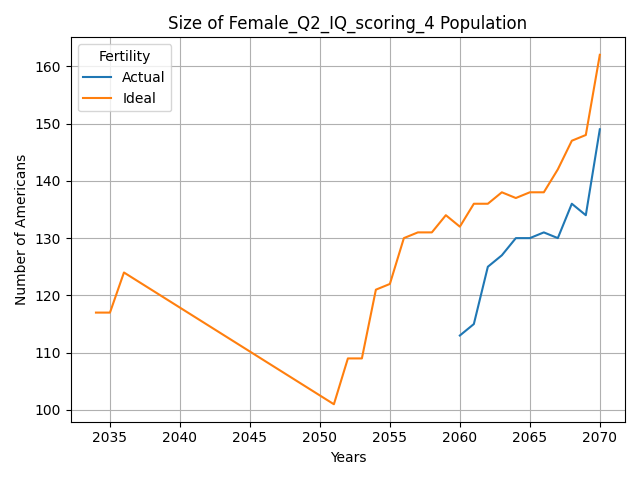 Size of Female_Q2_IQ_scoring_4 Population
Fertility
Actual
Ideal
Number of Americans
160
150
140
130
120
110
100
2035 2040 2045 2050 2055 2060 2065 2070
Years